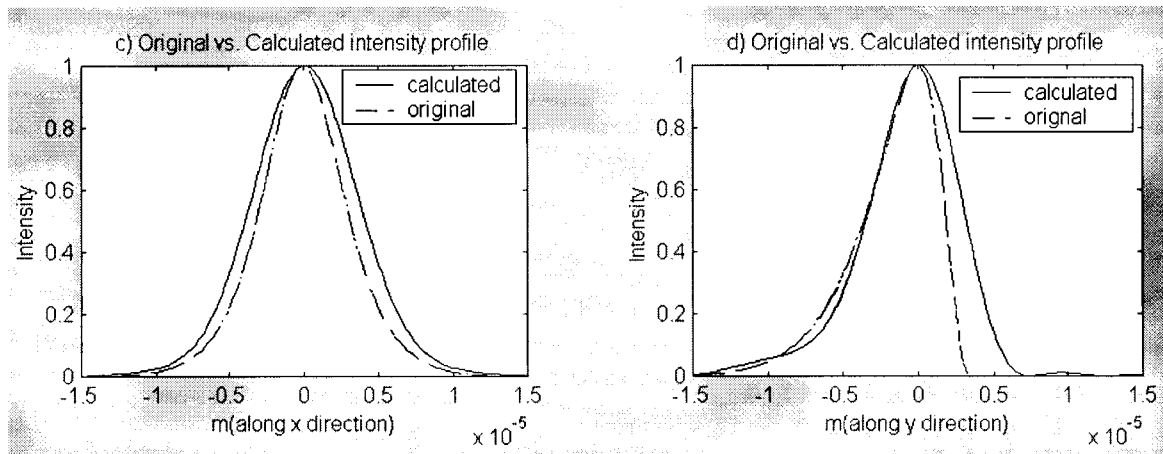 c) Original vs. Calculated intensity profile
1
0.8
0.6
0.4
0.2
0
Intensity
calculated
original
-1.5 -1 -0.5 0 0.5 1 1.5
m(along x direction)
x 10^-5
d) Original vs. Calculated intensity profile
1
0.8
0.6
0.4
0.2
0
Intensity
calculated
orignal
-1.5 -1 -0.5 0 0.5 1 1.5
m(along y direction)
x 10^-5